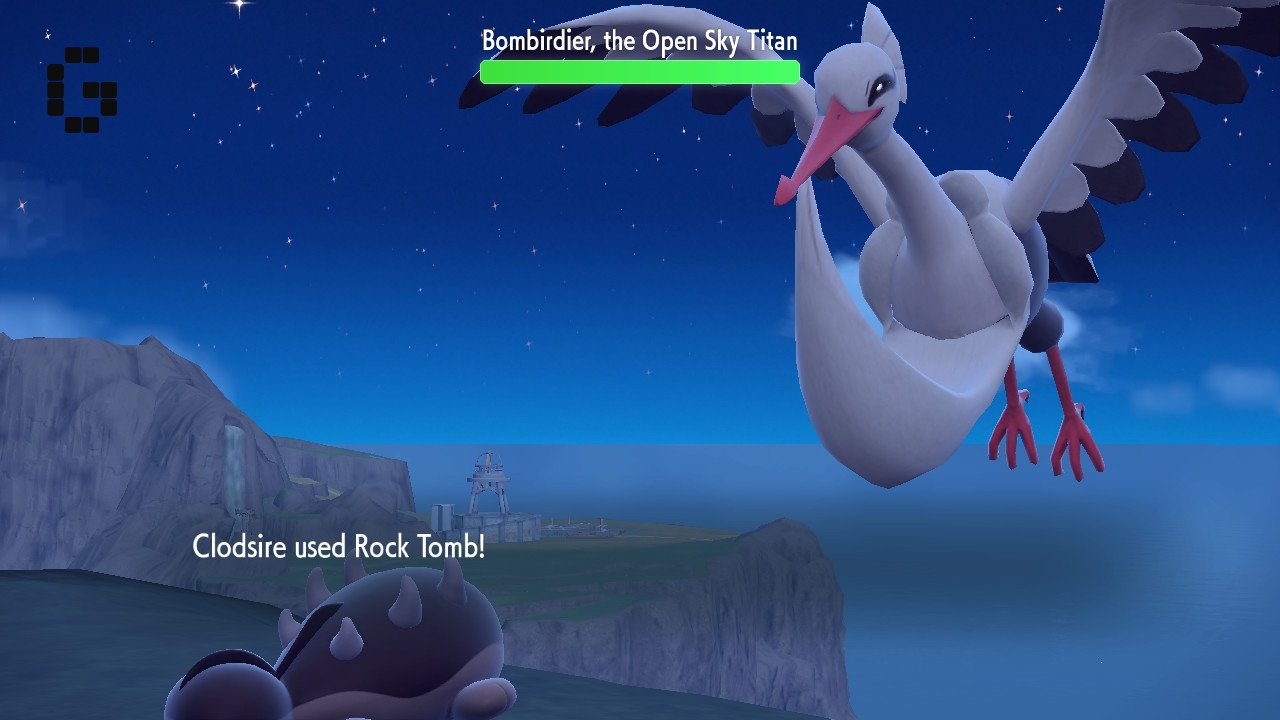 Bombirdier, the Open Sky Titan
G
Clodsire used Rock Tomb!